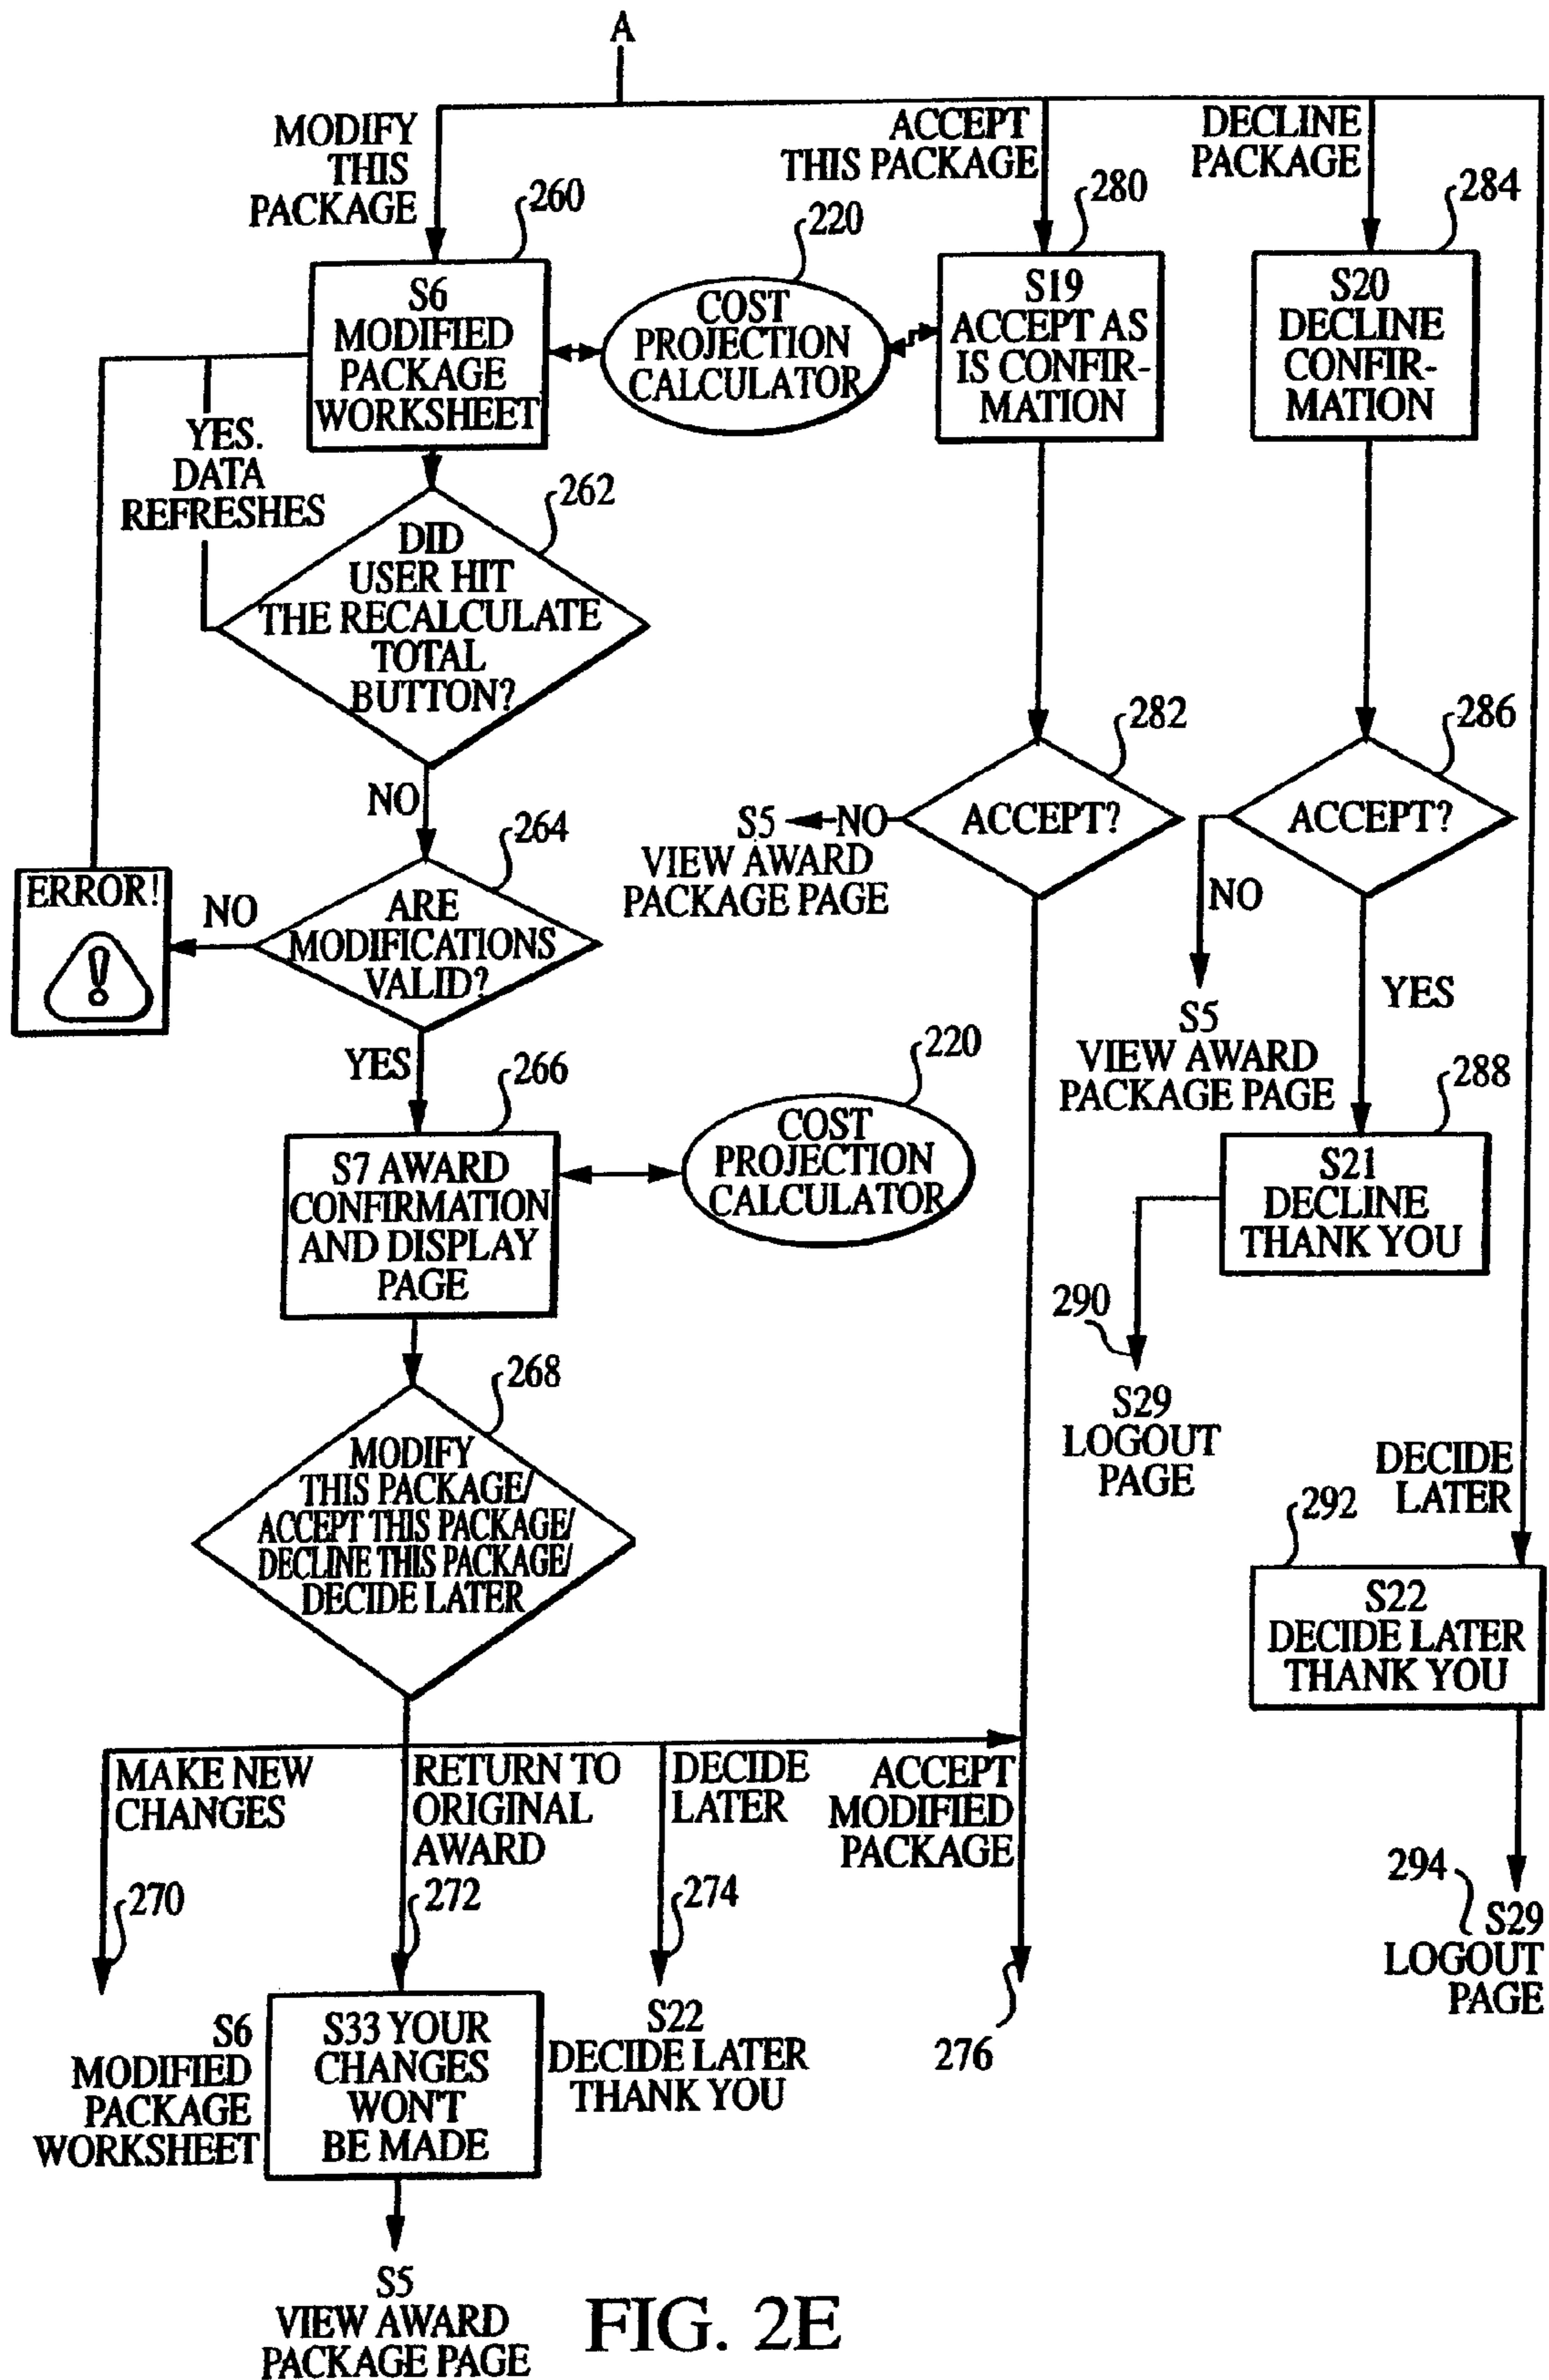 A
MODIFY
THIS
PACKAGE
260
ACCEPT
THIS PACKAGE
280
DECLINE
PACKAGE
284
220
S6
MODIFIED
PACKAGE
WORKSHEET
COST
PROJECTION
CALCULATOR
S19
ACCEPT AS
IS CONFIR-
MATION
S20
DECLINE
CONFIR-
MATION
YES.
DATA
REFRESHES
262
DID
USER HIT
THE RECALCULATE
TOTAL
BUTTON?
NO
282
ACCEPT?
NO
S5
VIEW AWARD
PACKAGE PAGE
286
ACCEPT?
NO
S5
VIEW AWARD
PACKAGE PAGE
YES
264
ARE
MODIFICATIONS
VALID?
NO
ERROR!
!
YES
266
S7 AWARD
CONFIRMATION
AND DISPLAY
PAGE
220
COST
PROJECTION
CALCULATOR
288
S21
DECLINE
THANK YOU
290
S29
LOGOUT
PAGE
268
MODIFY
THIS PACKAGE/
ACCEPT THIS PACKAGE/
DECLINE THIS PACKAGE/
DECIDE LATER
DECIDE
LATER
292
S22
DECIDE LATER
THANK YOU
294
S29
LOGOUT
PAGE
MAKE NEW
CHANGES
270
S6
MODIFIED
PACKAGE
WORKSHEET
RETURN TO
ORIGINAL
AWARD
272
S33 YOUR
CHANGES
WON'T
BE MADE
DECIDE
LATER
274
S22
DECIDE LATER
THANK YOU
ACCEPT
MODIFIED
PACKAGE
276
S5
VIEW AWARD
PACKAGE PAGE
FIG. 2E